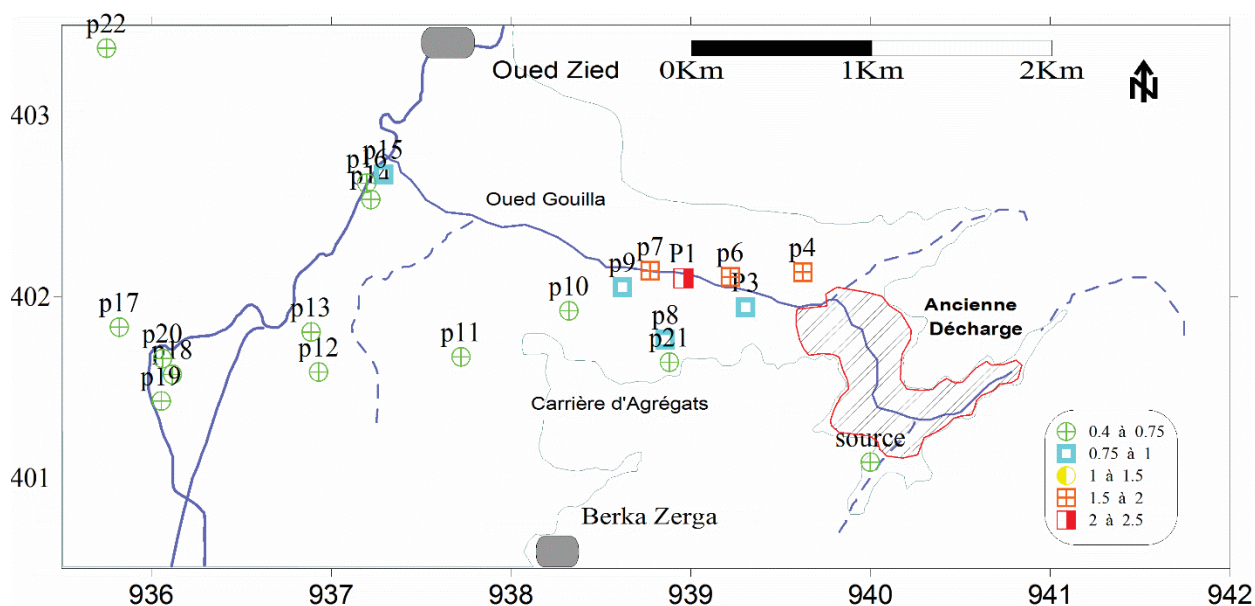 p22
Oued Zied
0Km 1Km 2Km
N
403
p15
p16
p14
Oued Gouilla
p7 P1 p6 p4
p9 P3
402
p10
p17 p13
p8
Ancienne
Décharge
p20 p12 p11 p21
p18
p19
Carrière d'Agrégats
source
401
Berka Zerga
0.4 à 0.75
0.75 à 1
1 à 1.5
1.5 à 2
2 à 2.5
936 937 938 939 940 941 942